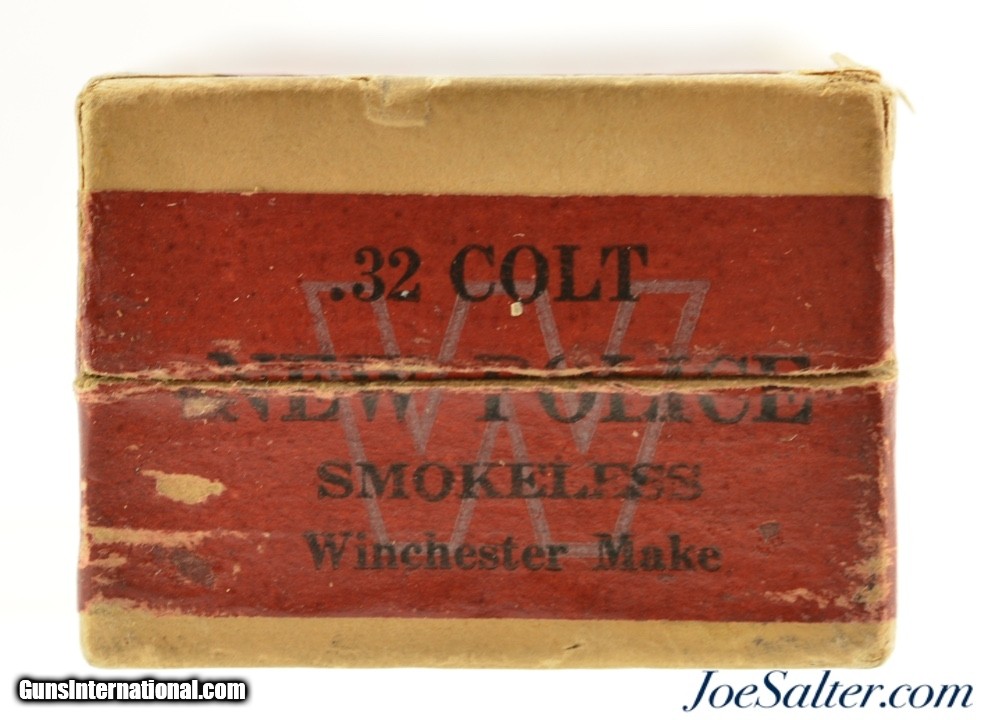 .32 COLT
W
NEW POLICE
SMOKELESS
Winchester Make
GunsInternational.com
JoeSalter.com